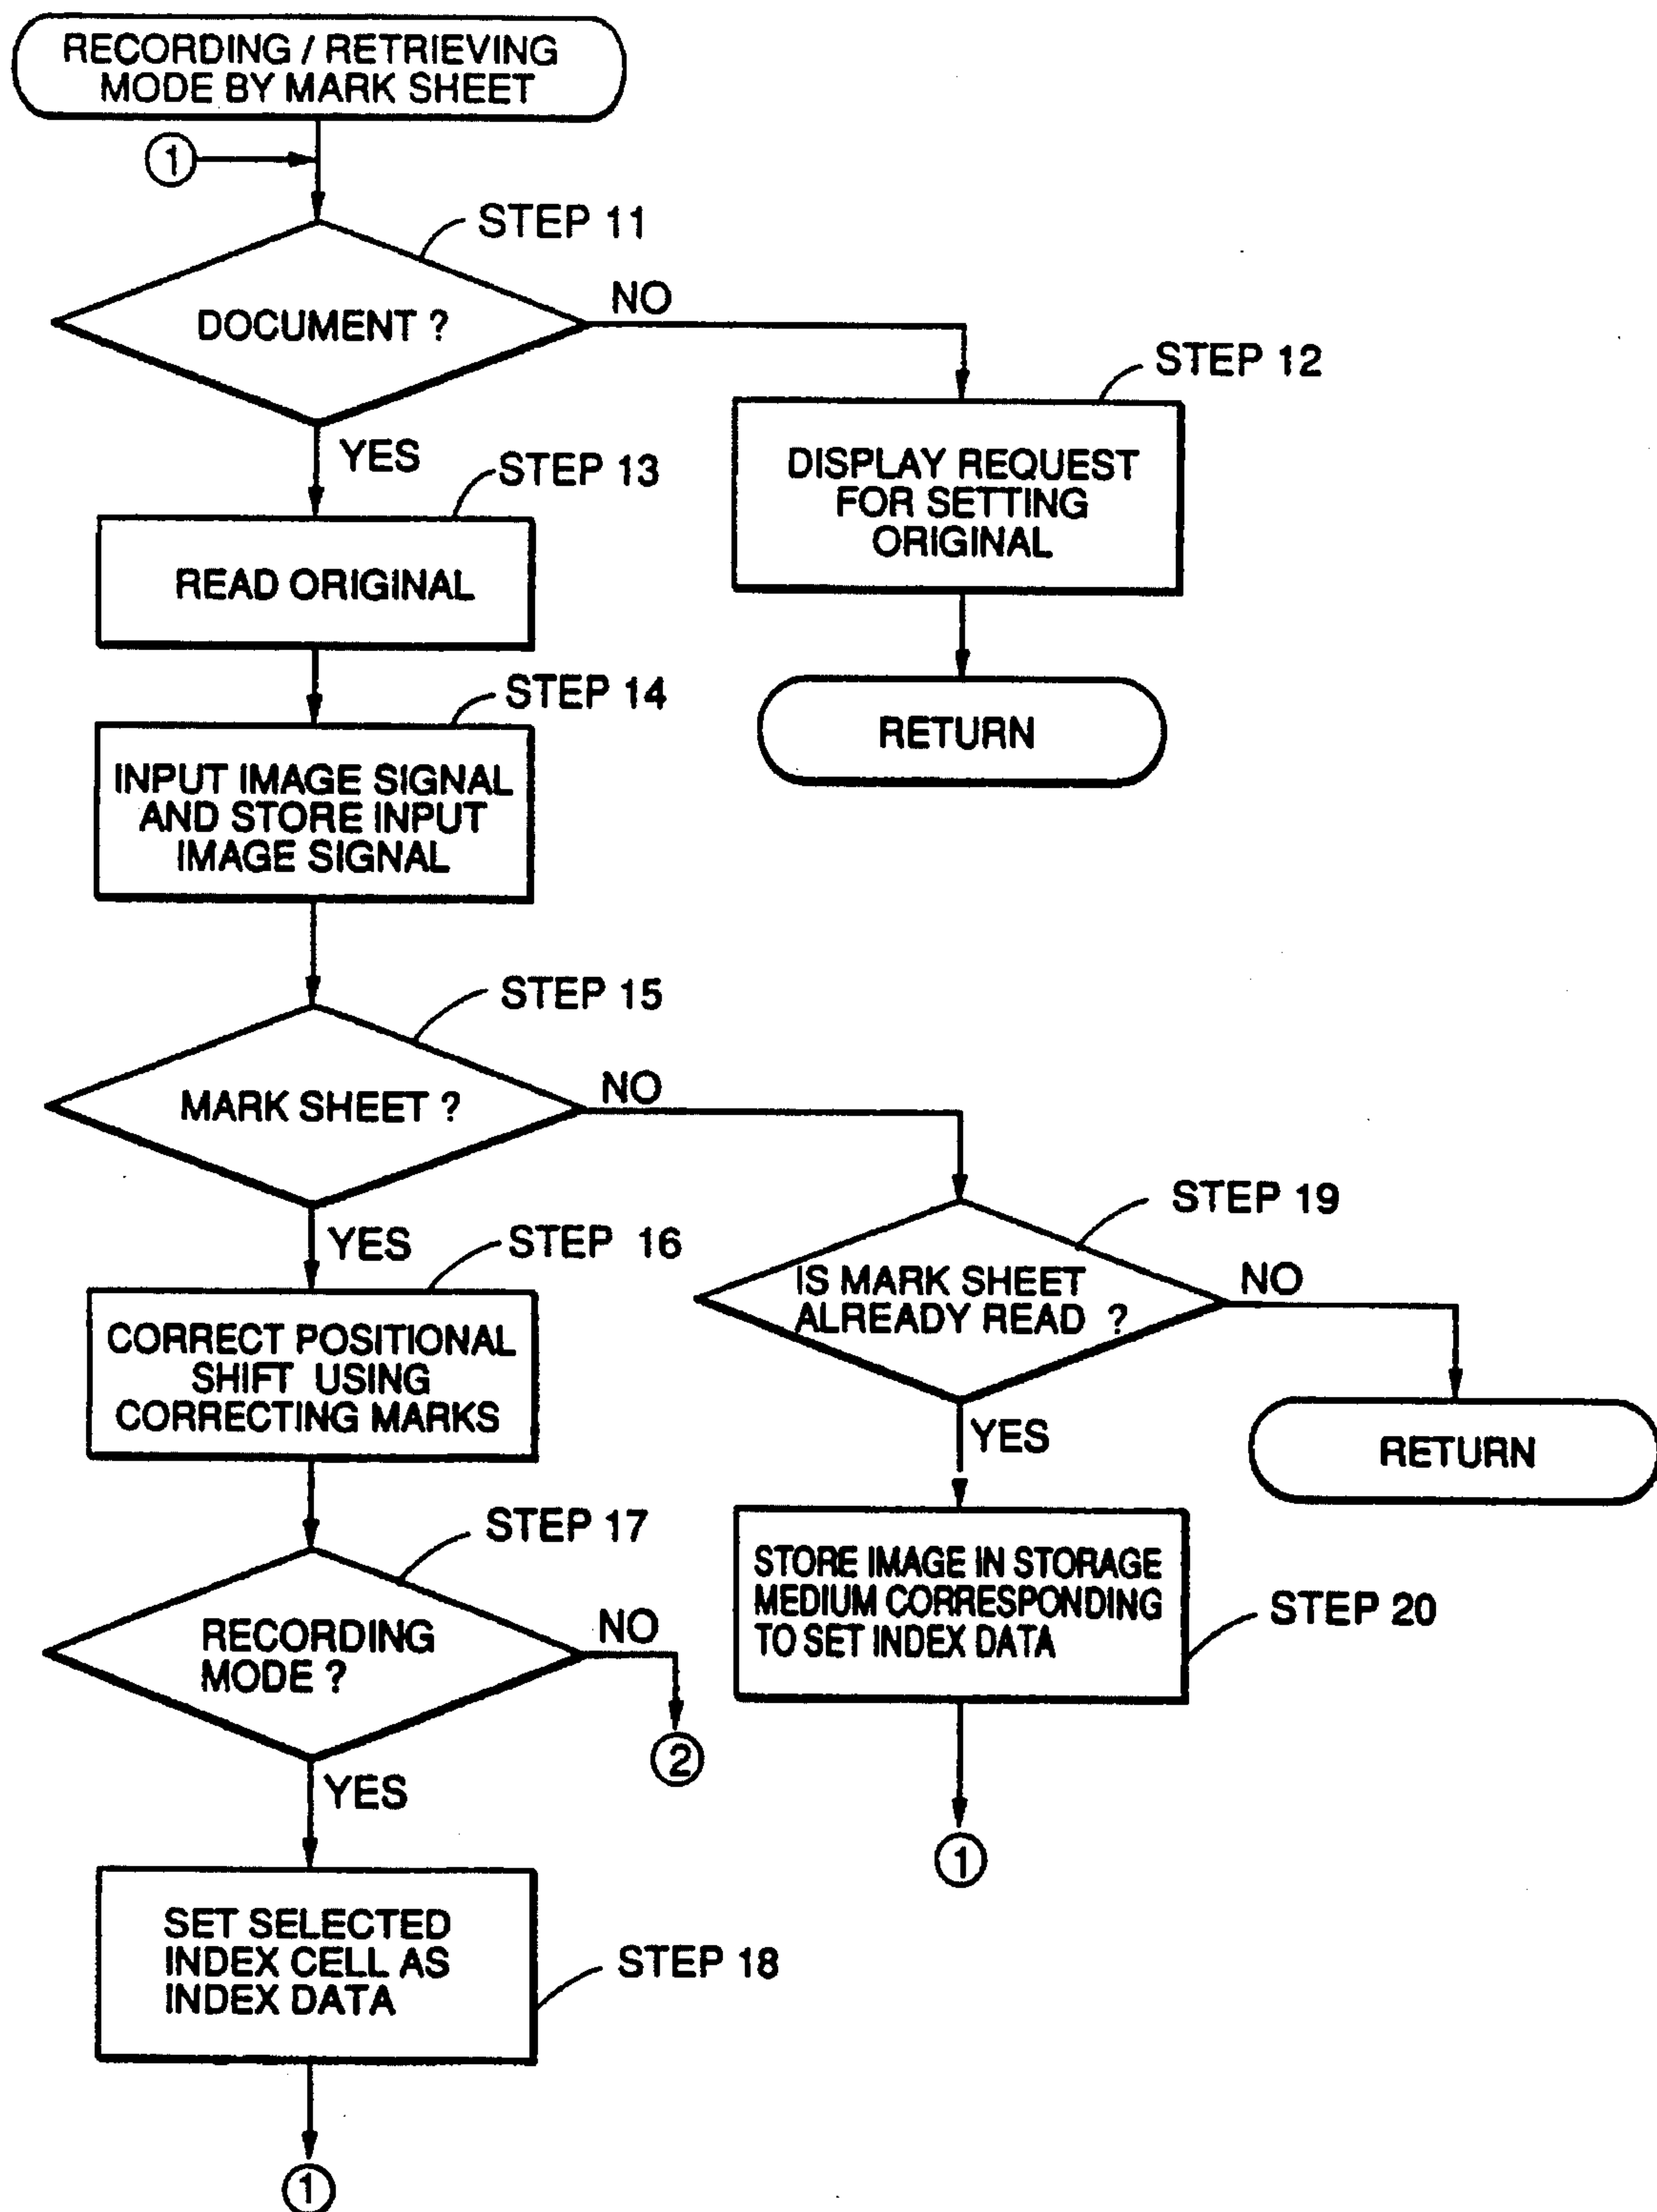 RECORDING / RETRIEVING
MODE BY MARK SHEET
1
STEP 11
DOCUMENT ?
NO
STEP 12
DISPLAY REQUEST
FOR SETTING
ORIGINAL
RETURN
YES
STEP 13
READ ORIGINAL
STEP 14
INPUT IMAGE SIGNAL
AND STORE INPUT
IMAGE SIGNAL
STEP 15
MARK SHEET ?
NO
STEP 19
IS MARK SHEET
ALREADY READ ?
NO
RETURN
YES
STORE IMAGE IN STORAGE
MEDIUM CORRESPONDING
TO SET INDEX DATA
STEP 20
1
YES
STEP 16
CORRECT POSITIONAL
SHIFT USING
CORRECTING MARKS
STEP 17
RECORDING
MODE ?
NO
2
YES
SET SELECTED
INDEX CELL AS
INDEX DATA
STEP 18
1